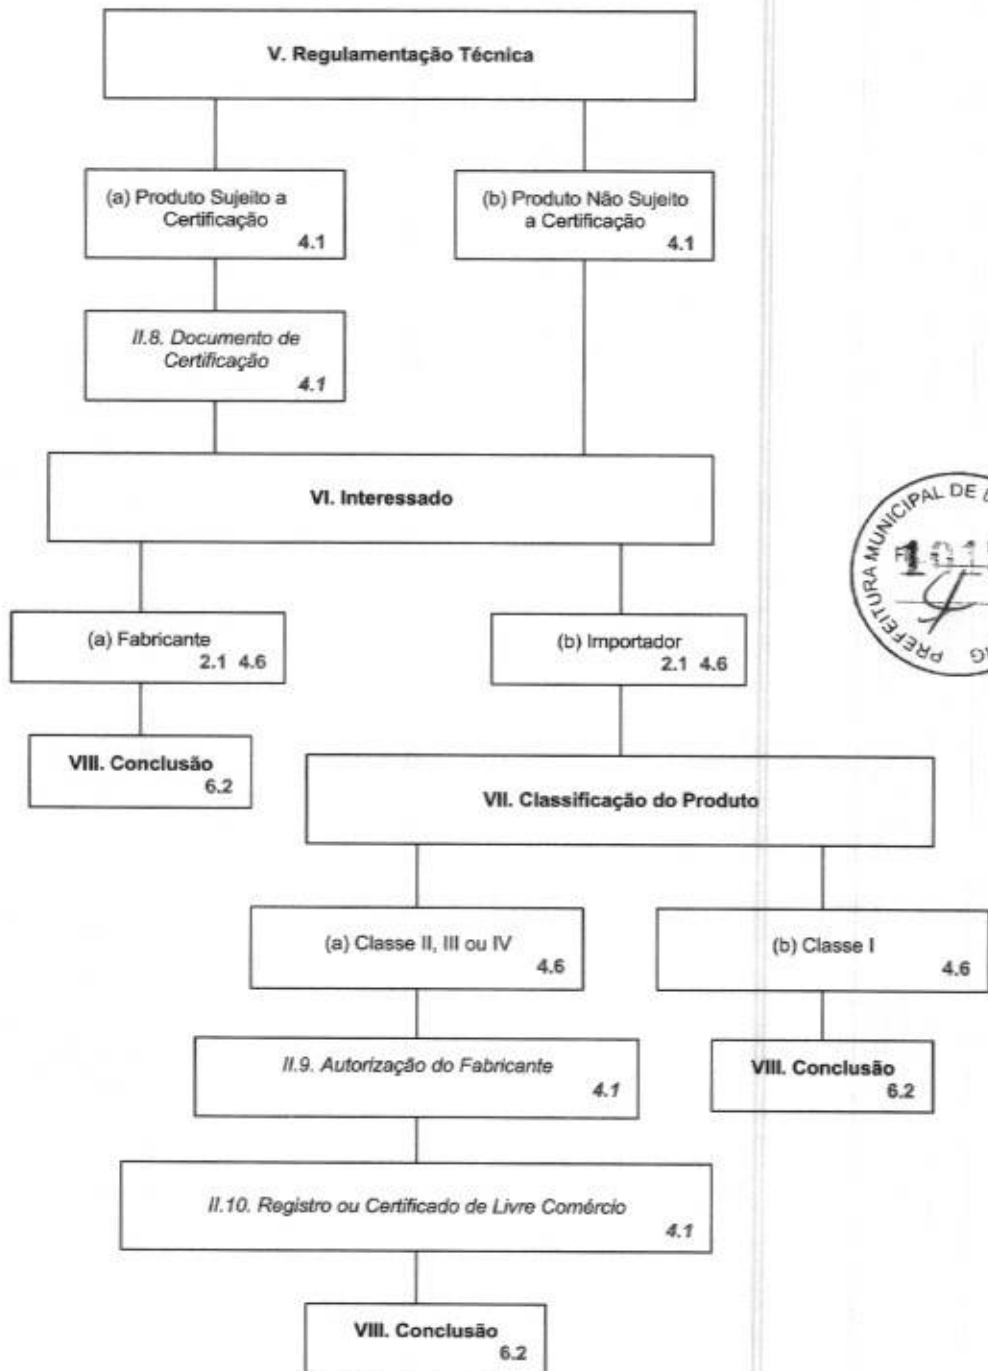 V. Regulamentação Técnica
(a) Produto Sujeito a
Certificação
4.1
(b) Produto Não Sujeito
a Certificação
4.1
II.8. Documento de
Certificação
4.1
VI. Interessado
PREFEITURA MUNICIPAL DE
(a) Fabricante
2.1 4.6
(b) Importador
2.1 4.6
VIII. Conclusão
6.2
VII. Classificação do Produto
(a) Classe II, III ou IV
4.6
(b) Classe I
4.6
II.9. Autorização do Fabricante
4.1
VIII. Conclusão
6.2
II.10. Registro ou Certificado de Livre Comércio
4.1
VIII. Conclusão
6.2